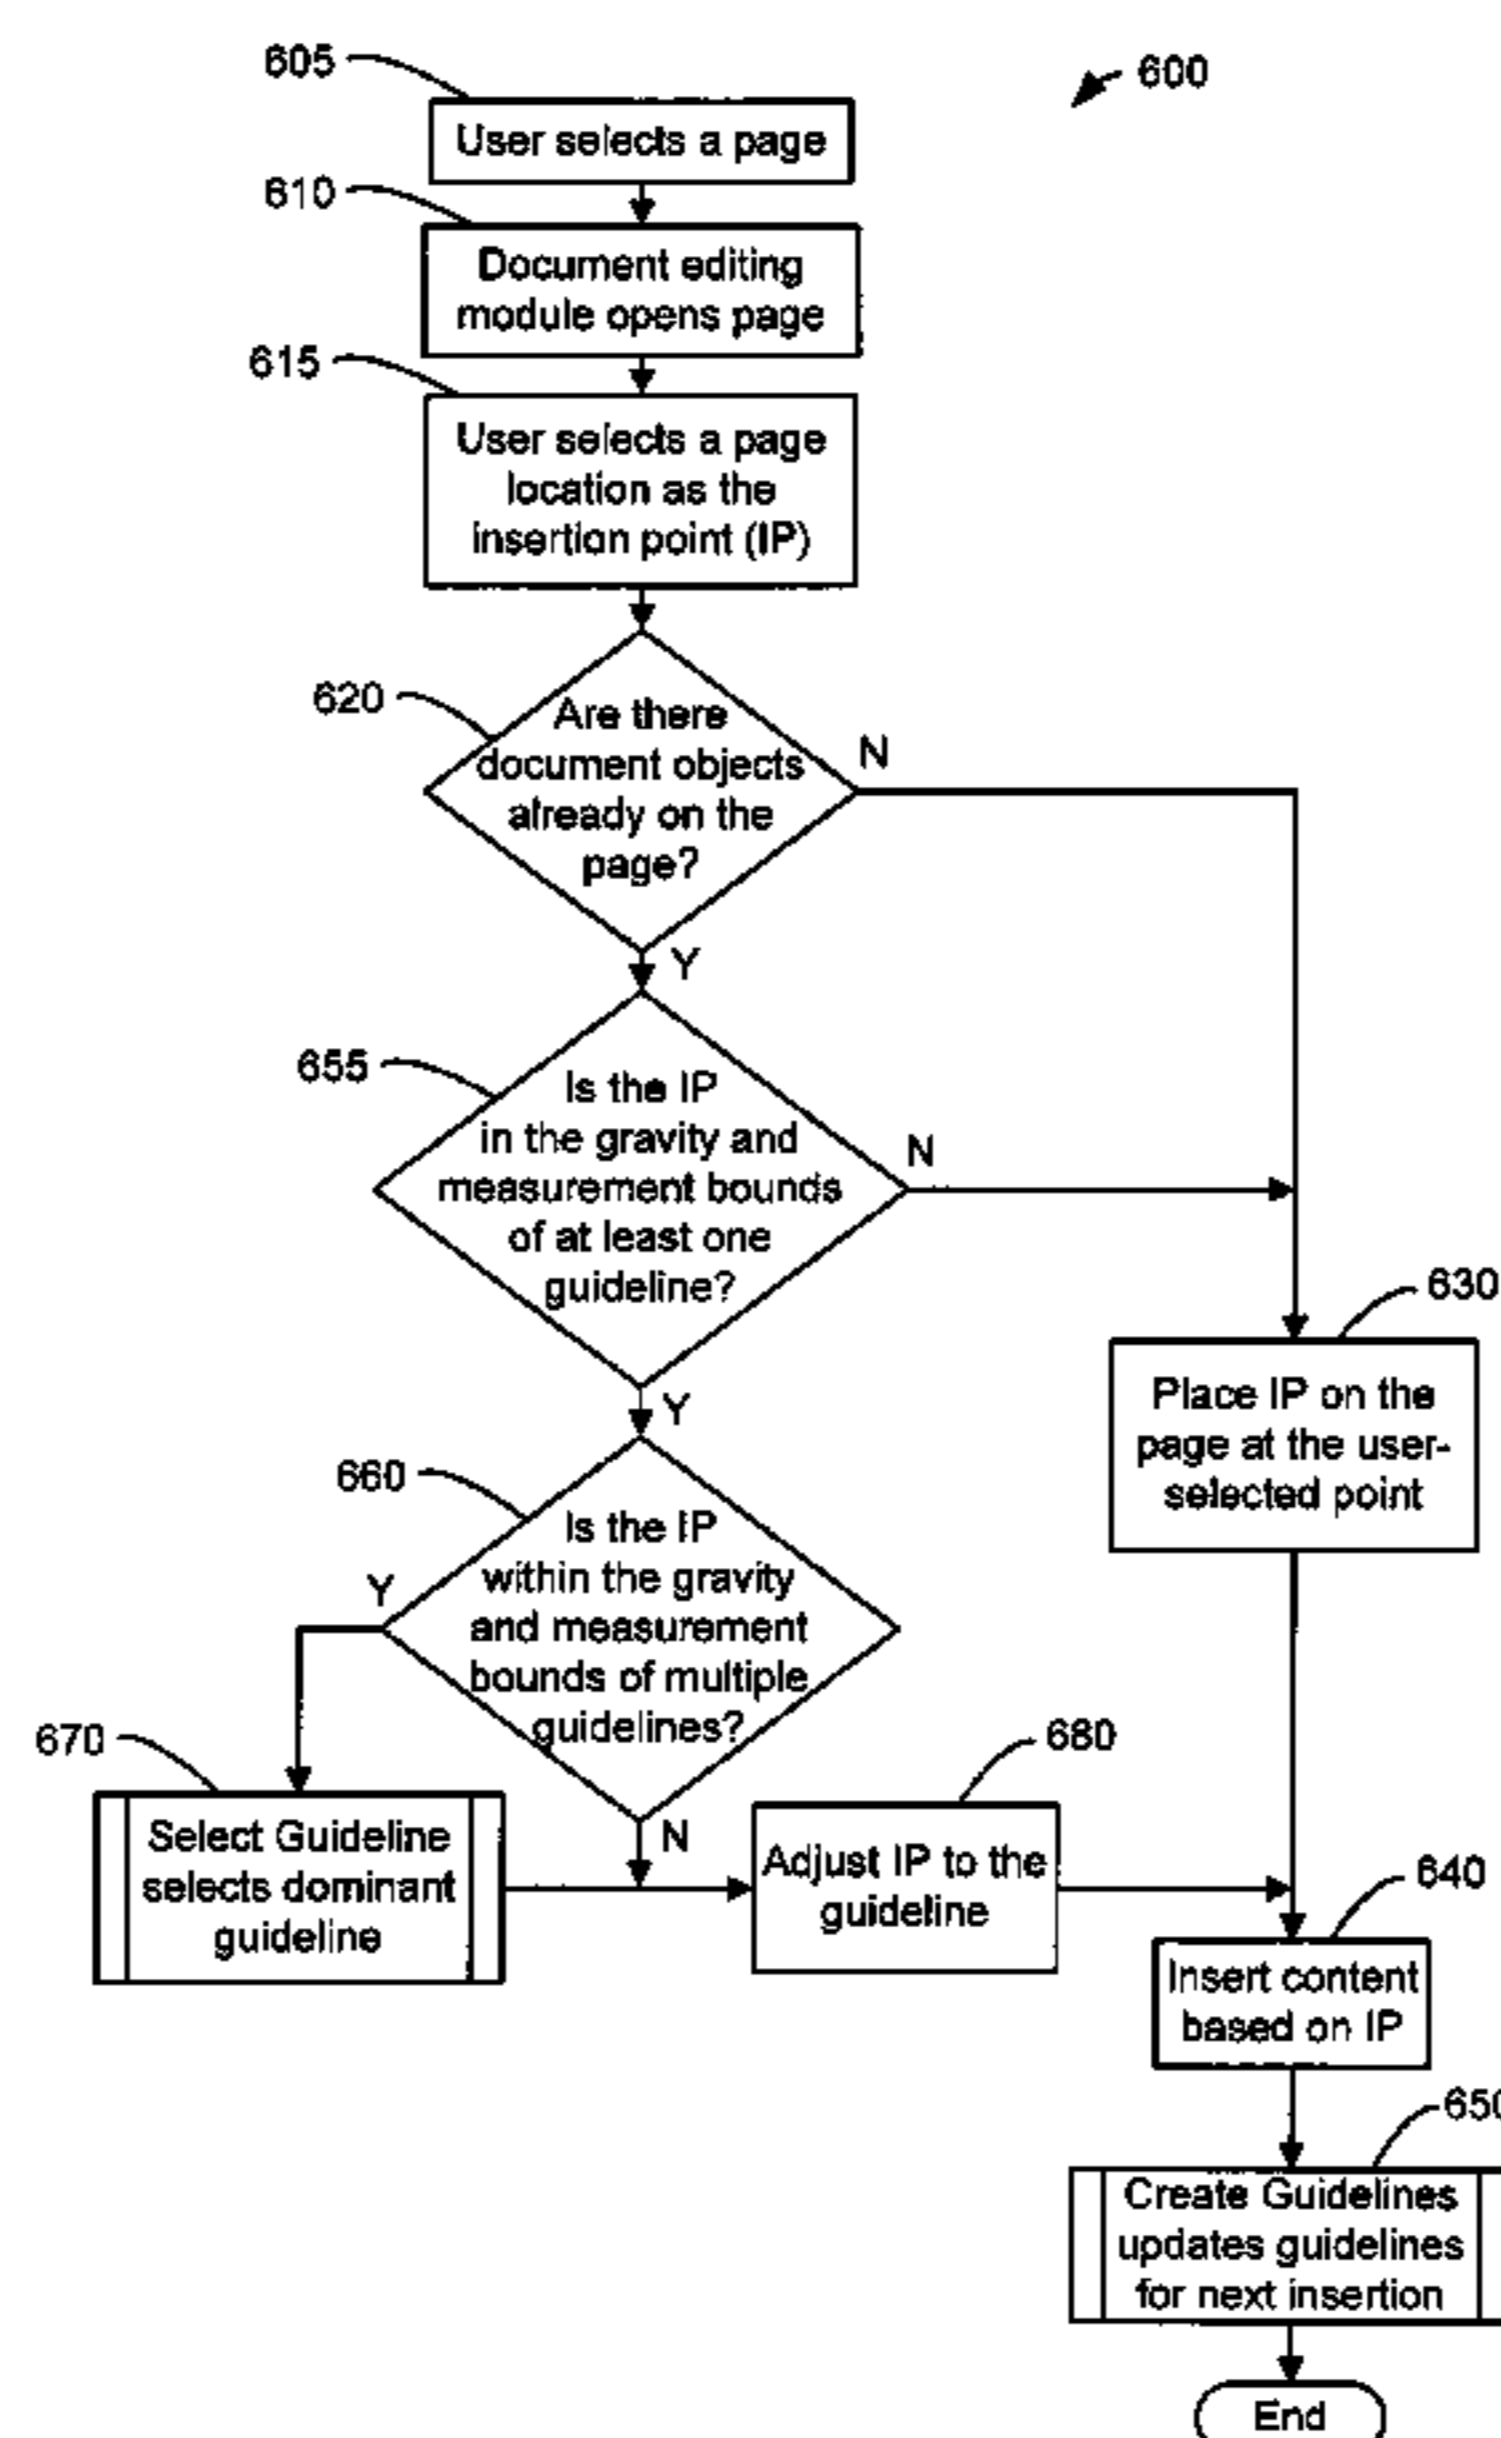 605
600
User selects a page
610
Document editing
module opens page
615
User selects a page
location as the
insertion point (IP)
620
Are there
document objects
already on the
page?
N
Y
655
Is the IP
in the gravity and
measurement bounds
of at least one
guideline?
N
Y
630
Place IP on the
page at the user-
selected point
660
Is the IP
within the gravity
and measurement
bounds of multiple
guidelines?
Y
N
670
Select Guideline
selects dominant
guideline
680
Adjust IP to the
guideline
640
Insert content
based on IP
650
Create Guidelines
updates guidelines
for next insertion
End